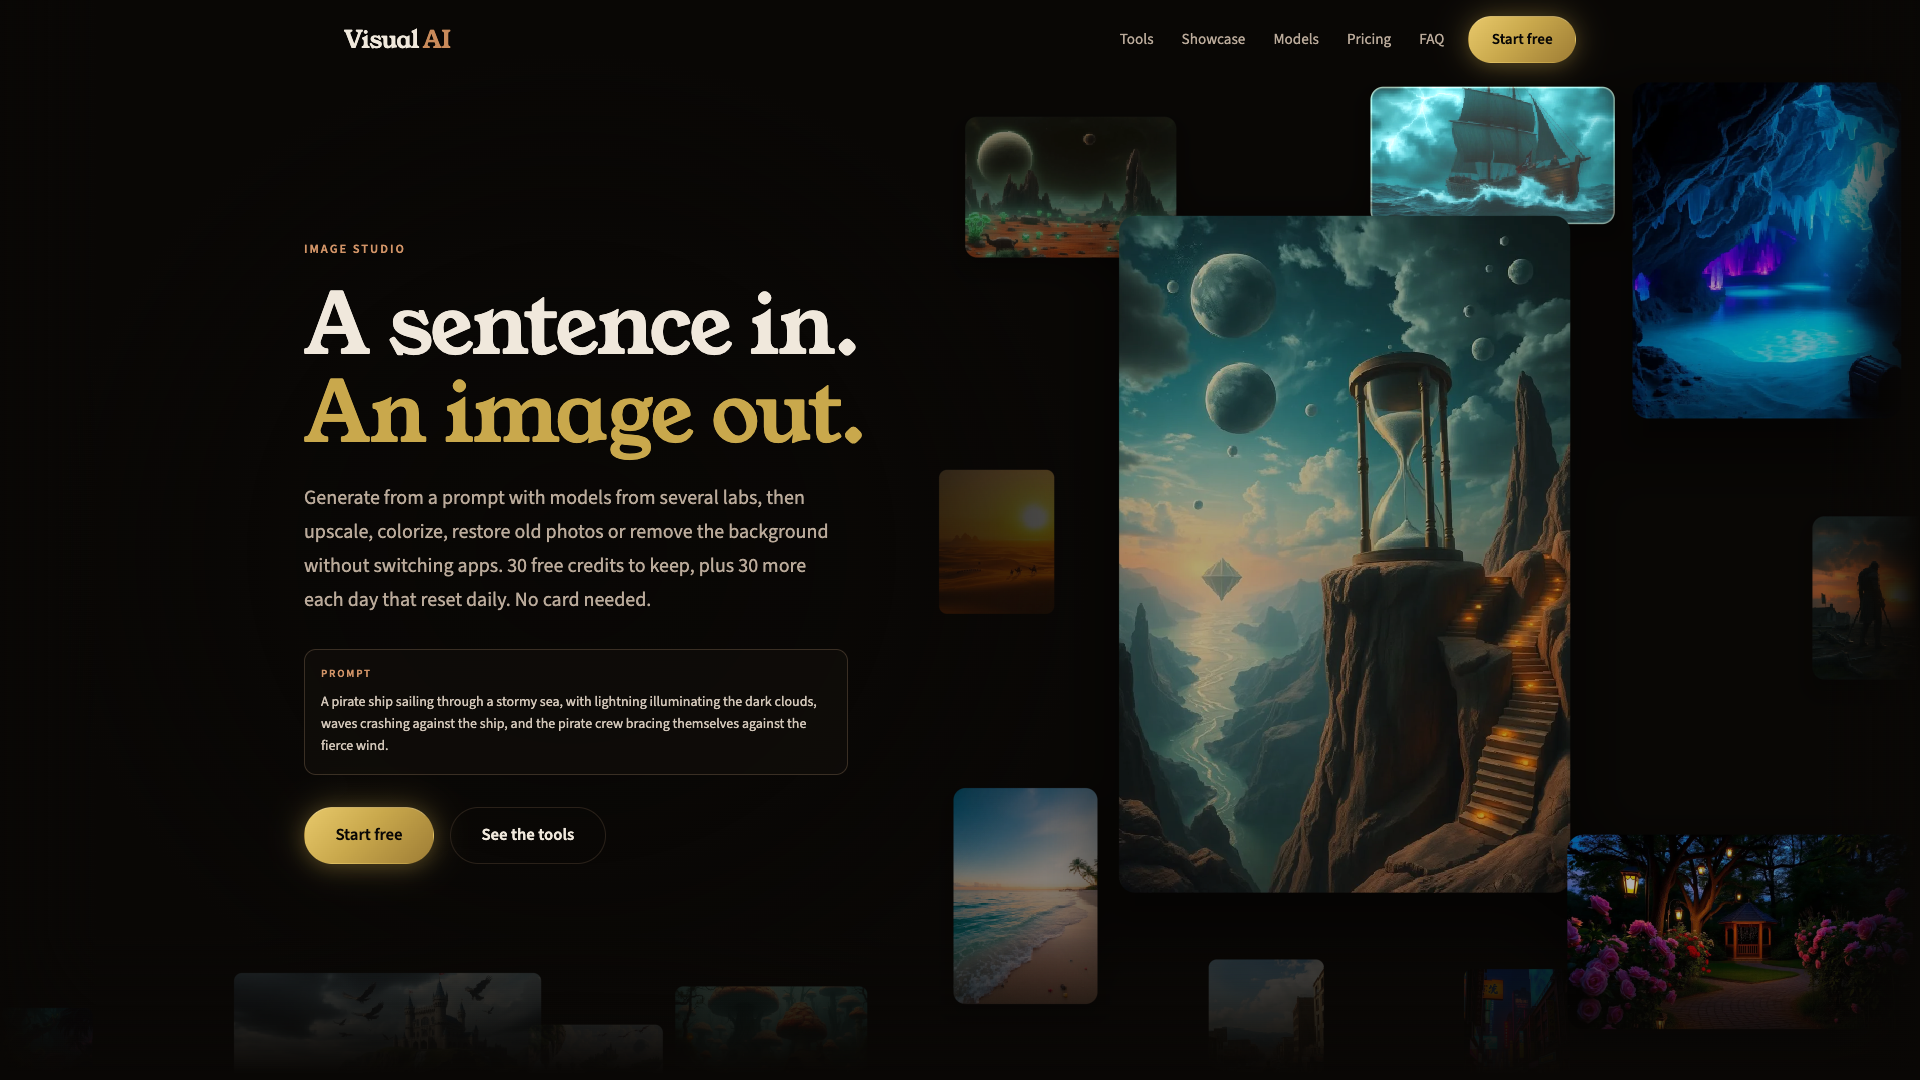 Visual AI
Tools
Showcase
Models
Pricing
FAQ
Start free
IMAGE STUDIO
A sentence in.
An image out.
Generate from a prompt with models from several labs, then
upscale, colorize, restore old photos or remove the background
without switching apps. 30 free credits to keep, plus 30 more
each day that reset daily. No card needed.
PROMPT
A pirate ship sailing through a stormy sea, with lightning illuminating the dark clouds,
waves crashing against the ship, and the pirate crew bracing themselves against the
fierce wind.
Start free
See the tools